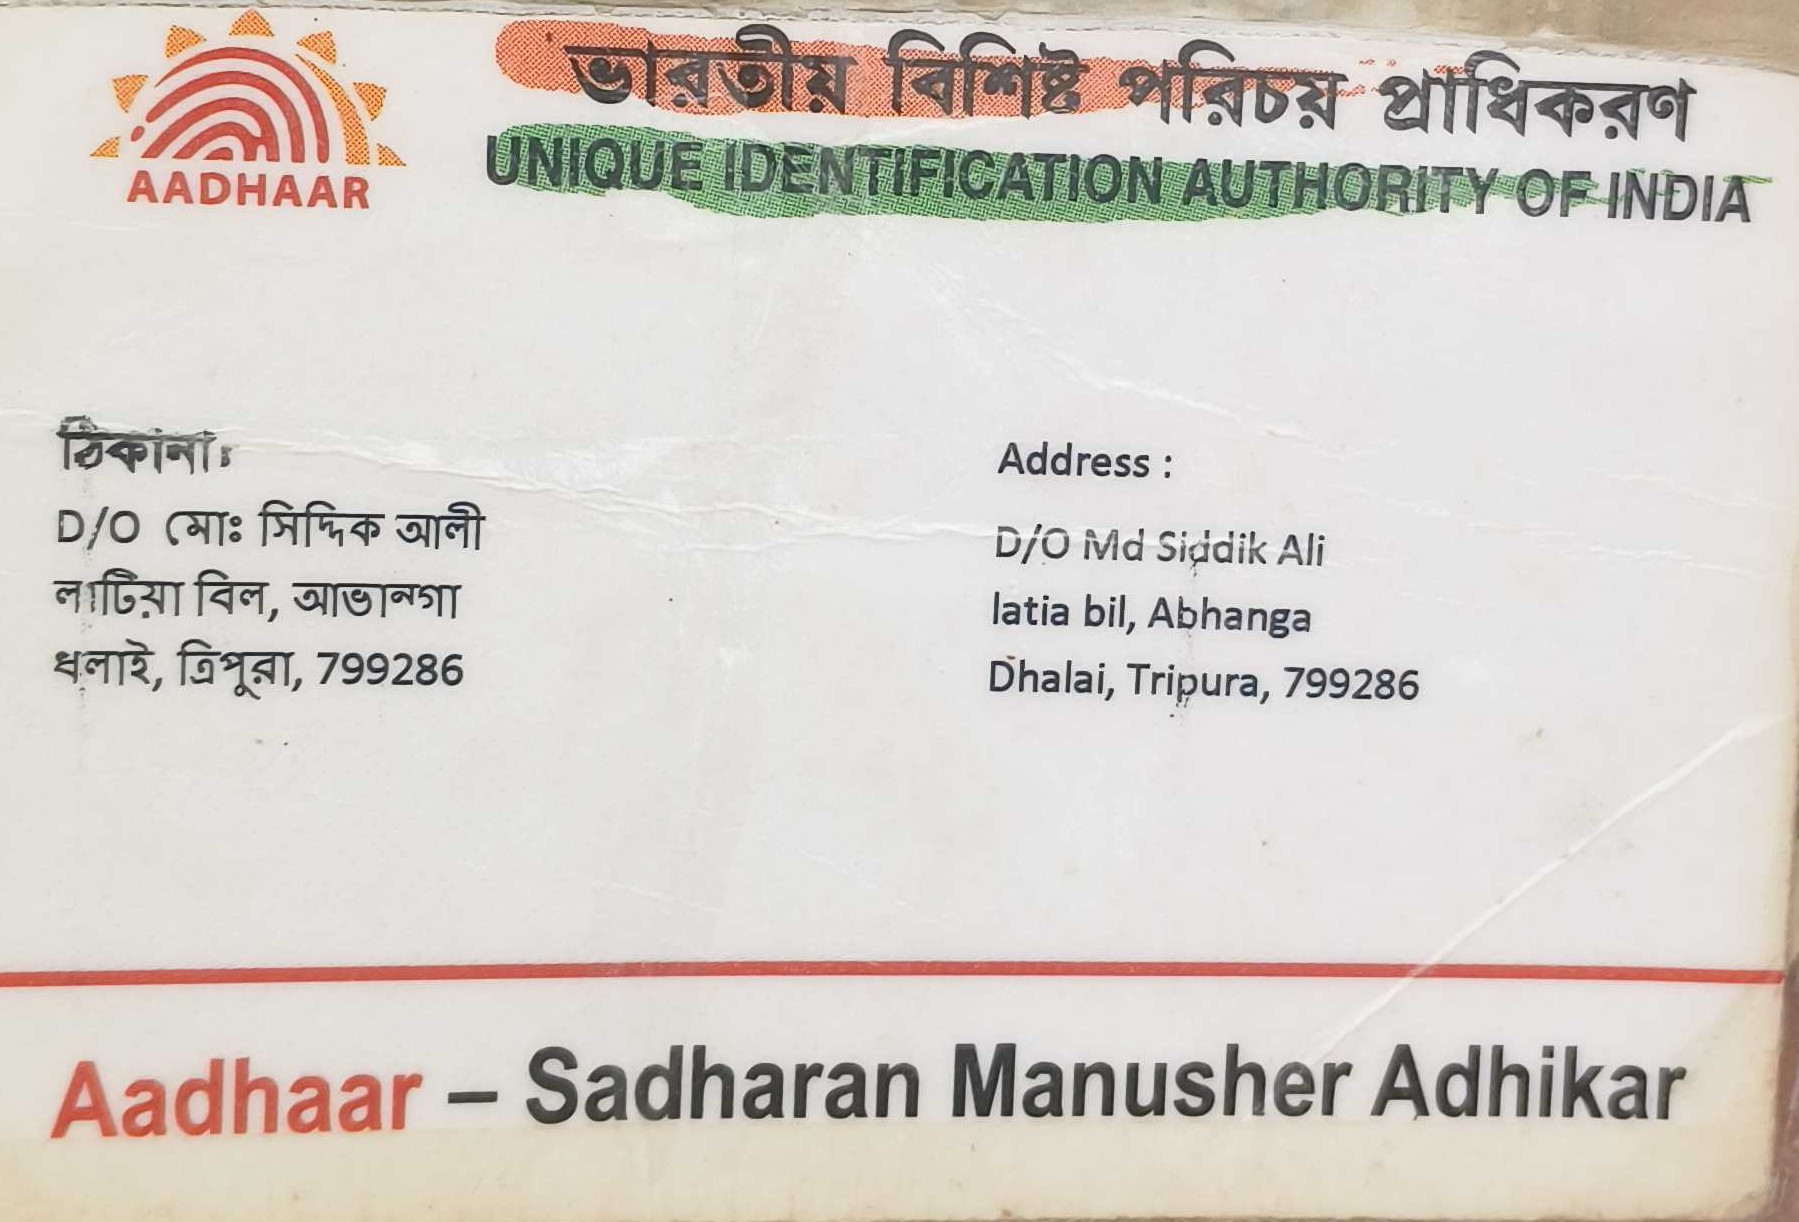 AADHAAR
ভারতীয় বিশিষ্ট পরিচয় প্রাধিকরণ
UNIQUE IDENTIFICATION AUTHORITY OF INDIA
ঠিকানা:
D/O মোঃ সিদ্দিক আলী
লাটিয়া বিল, আভানগা
ধলাই, ত্রিপুরা, 799286
Address :
D/O Md Siddik Ali
latia bil, Abhanga
Dhalai, Tripura, 799286
Aadhaar – Sadharan Manusher Adhikar